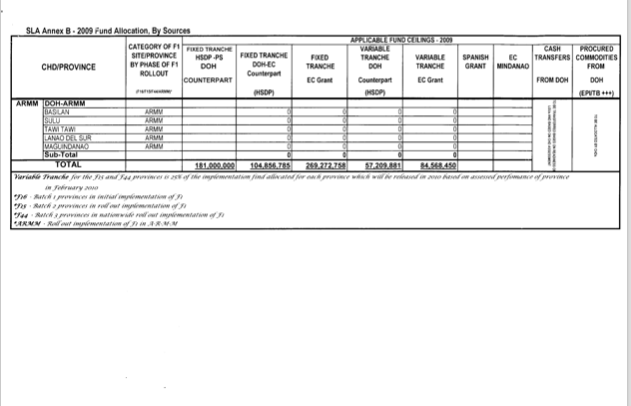 SLA Annex B - 2009 Fund Allocation, By Sources
APPLICABLE FUND CEILINGS - 2009
CHD/PROVINCE
CATEGORY OF F1 SITE/PROVINCE BY PHASE OF F1 ROLLOUT
FIXED TRANCHE HSDP -PS DOH COUNTERPART
FIXED TRANCHE DOH-EC Counterpart (HSDP)
FIXED TRANCHE EC Grant
VARIABLE TRANCHE DOH Counterpart (HSDP)
VARIABLE TRANCHE EC Grant
SPANISH GRANT
EC MINDANAO
CASH TRANSFERS FROM DOH
PROCURED COMMODITIES FROM DOH (EPI/TB +++)
ARMM DOH-ARMM
BASILAN ARMM 0 0 0 0
SULU ARMM 0 0 0 0
TAWI TAWI ARMM 0 0 0 0
LANAO DEL SUR ARMM 0 0 0 0
MAGUINDANAO ARMM 0 0 0 0
Sub-Total 0 0 0 0
TOTAL 181,000,000 104,856,785 269,272,758 57,209,881 84,568,450
Variable Tranche for the F15 and F44 provinces is 25% of the implementation fund allocated for each province which will be released in 2010 based on assessed performance of province
in February 2010
*F16 - Batch 1 provinces in initial implementation of F1
- Batch 2 provinces in roll out implementation of F1
*F44 - Batch 3 provinces in nationwide roll out implementation of F1
*ARMM - Roll out implementation of F1 in A R M M